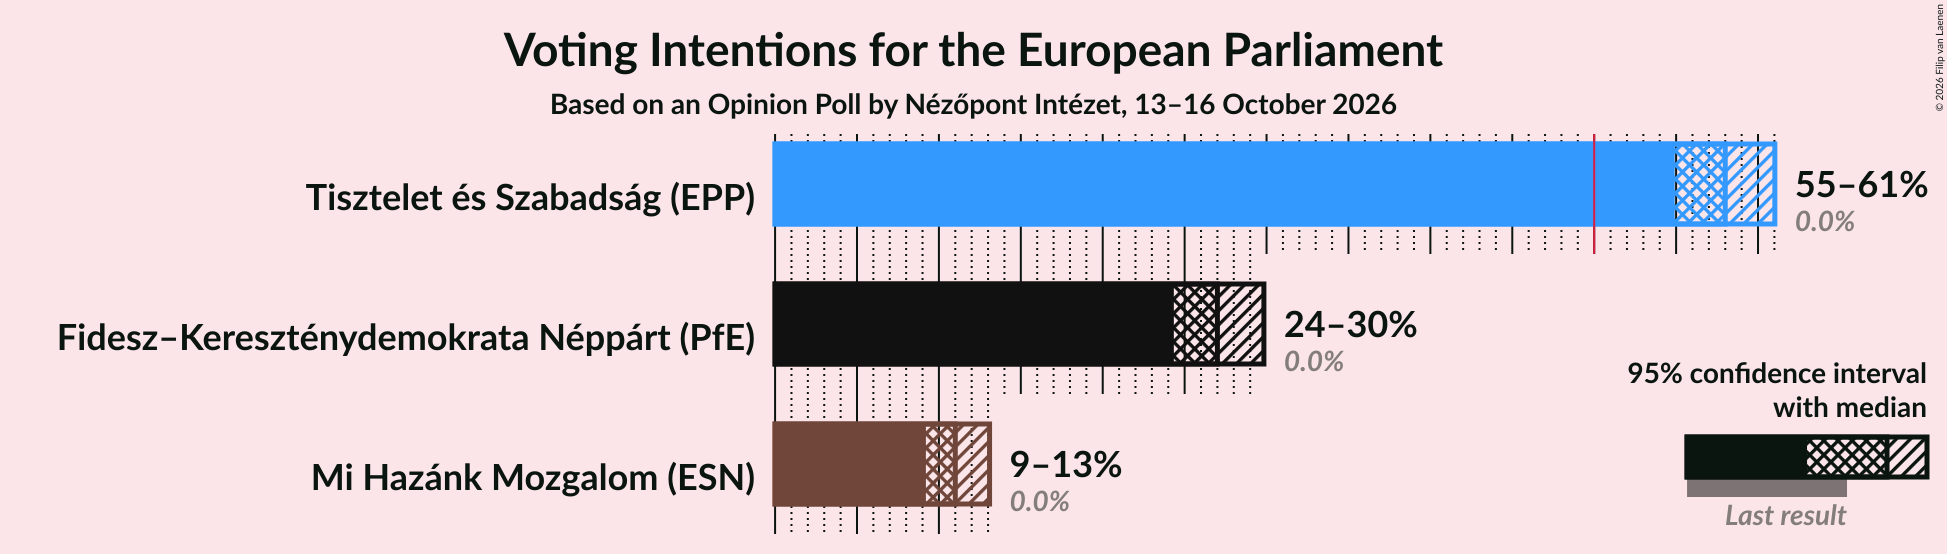 Voting Intentions for the European Parliament
Based on an Opinion Poll by Nézőpont Intézet, 13–16 October 2026
© 2026 Filip van Laenen
Tisztelet és Szabadság (EPP)
55–61%
0.0%
Fidesz–Kereszténydemokrata Néppárt (PfE)
24–30%
0.0%
Mi Hazánk Mozgalom (ESN)
9–13%
0.0%
95% confidence interval
with median
Last result